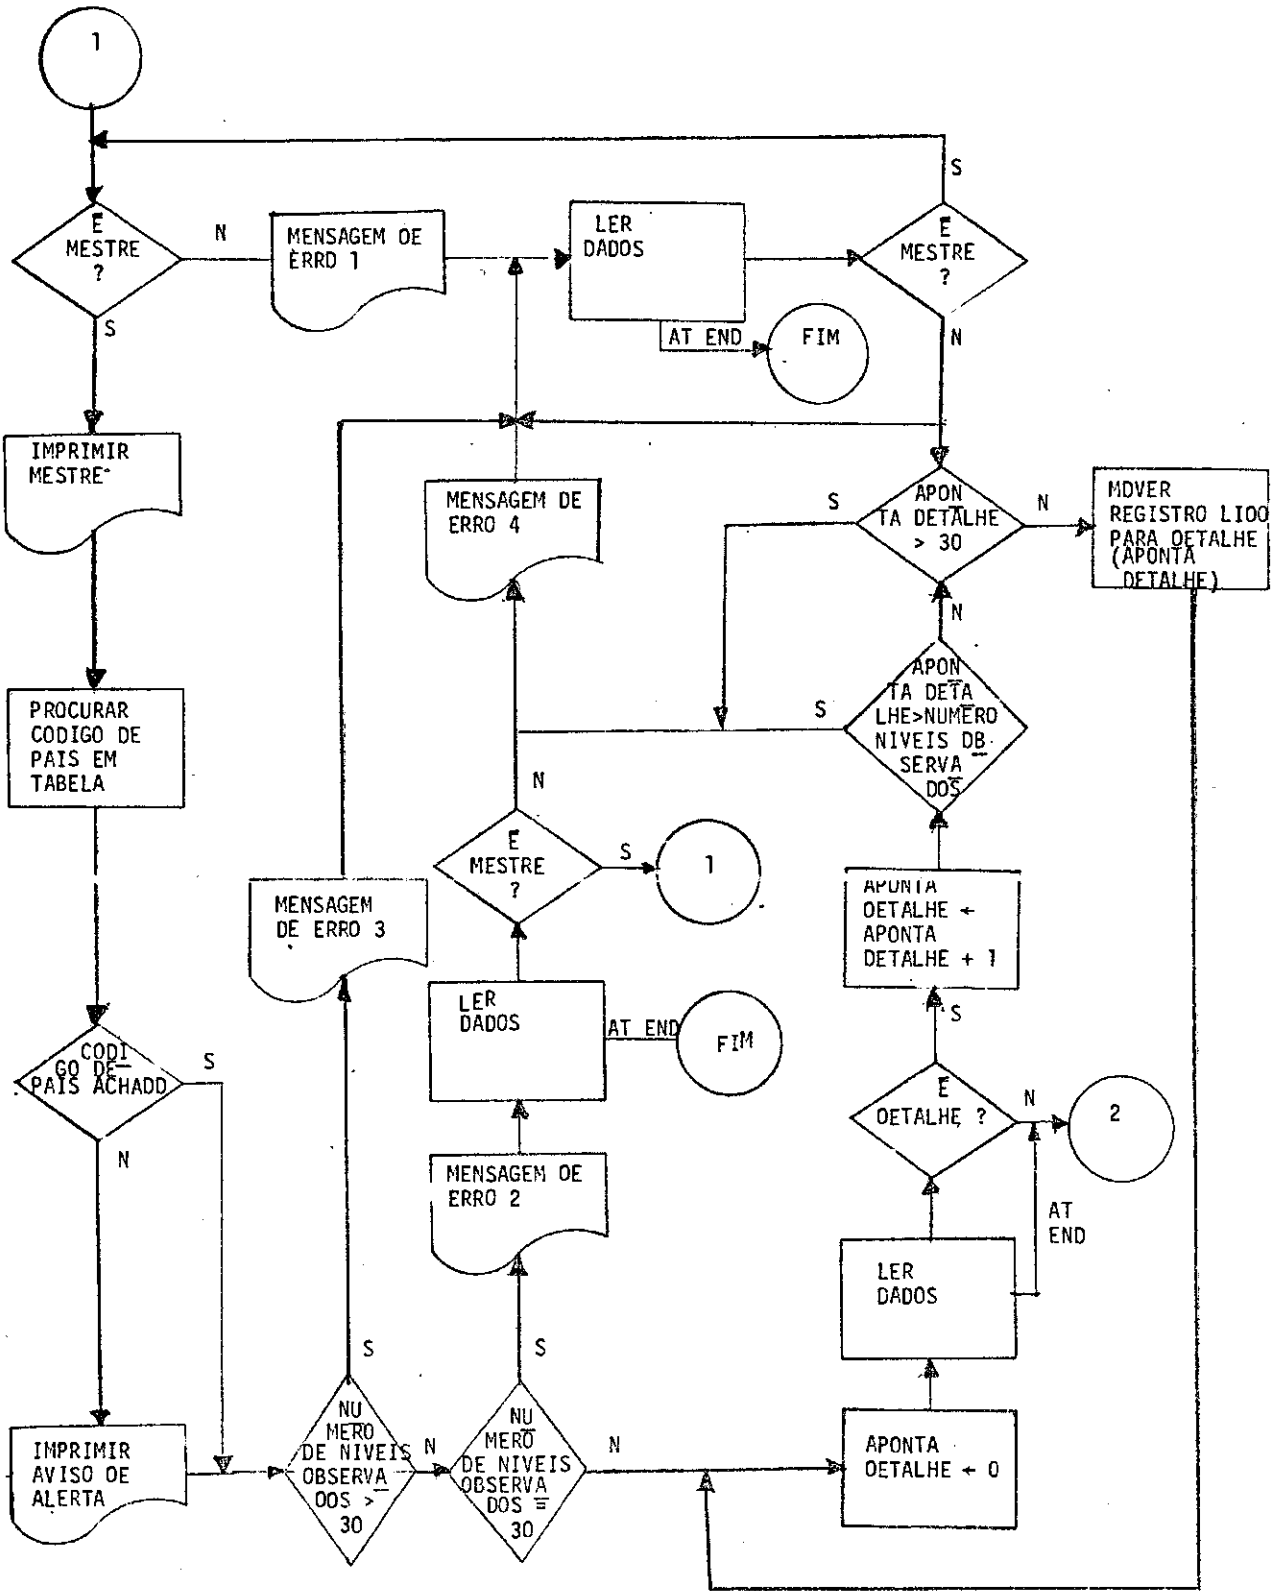 1
S
E
MESTRE
?
N
MENSAGEM OE
ERRO 1
LER
DADOS
E
MESTRE
?
S
AT END
FIM
N
IMPRIMIR
MESTRE
MENSAGEM DE
ERRO 4
S
APON
TA DETALHE
> 30
N
MDVER
REGISTRO LIOO
PARA OETALHE
(APONTA
DETALHE)
N
PROCURAR
CODIGO DE
PAIS EM
TABELA
S
APON
TA DETA
LHE>NUMERO
NIVEIS DB
SERVA
DOS
N
E
MESTRE
?
S
1
APONTA
OETALHE ←
APONTA
DETALHE + 1
MENSAGEM
DE ERRO 3
LER
DADOS
AT END
FIM
S
CODI
GO DE
PAIS ACHADD
S
E
OETALHE ?
N
2
N
MENSAGEM OE
ERRO 2
AT
END
LER
DADOS
S
S
IMPRIMIR
AVISO OE
ALERTA
NU
MERO
DE NIVEIS
OBSERVA
DOS >
30
N
NU
MERO
DE NIVEIS
OBSERVA
DOS =
30
N
APONTA
OETALHE ← 0